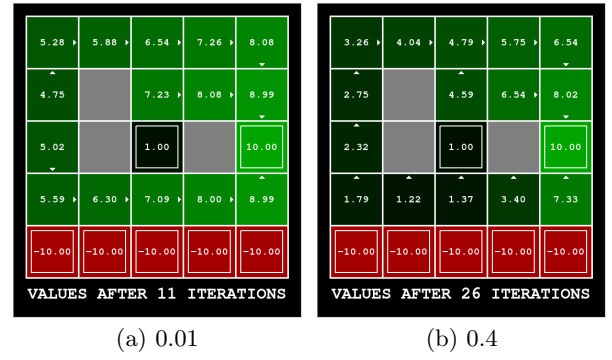 5.28 5.88 6.54 7.26 8.08
4.75 7.23 8.08 8.99
5.02 1.00 10.00
5.59 6.30 7.09 8.00 8.99
-10.00 -10.00 -10.00 -10.00 -10.00
VALUES AFTER 11 ITERATIONS
(a) 0.01
3.26 4.04 4.79 5.75 6.54
2.75 4.59 6.54 8.02
2.32 1.00 10.00
1.79 1.22 1.37 3.40 7.33
-10.00 -10.00 -10.00 -10.00 -10.00
VALUES AFTER 26 ITERATIONS
(b) 0.4